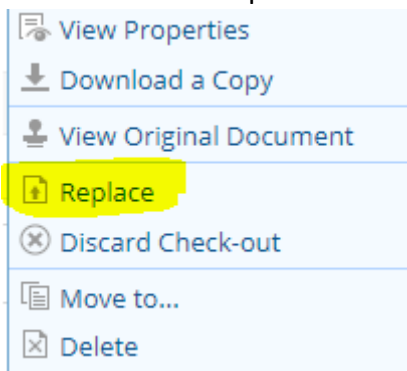 View Properties
Download a Copy
View Original Document
Replace
Discard Check-out
Move to...
Delete